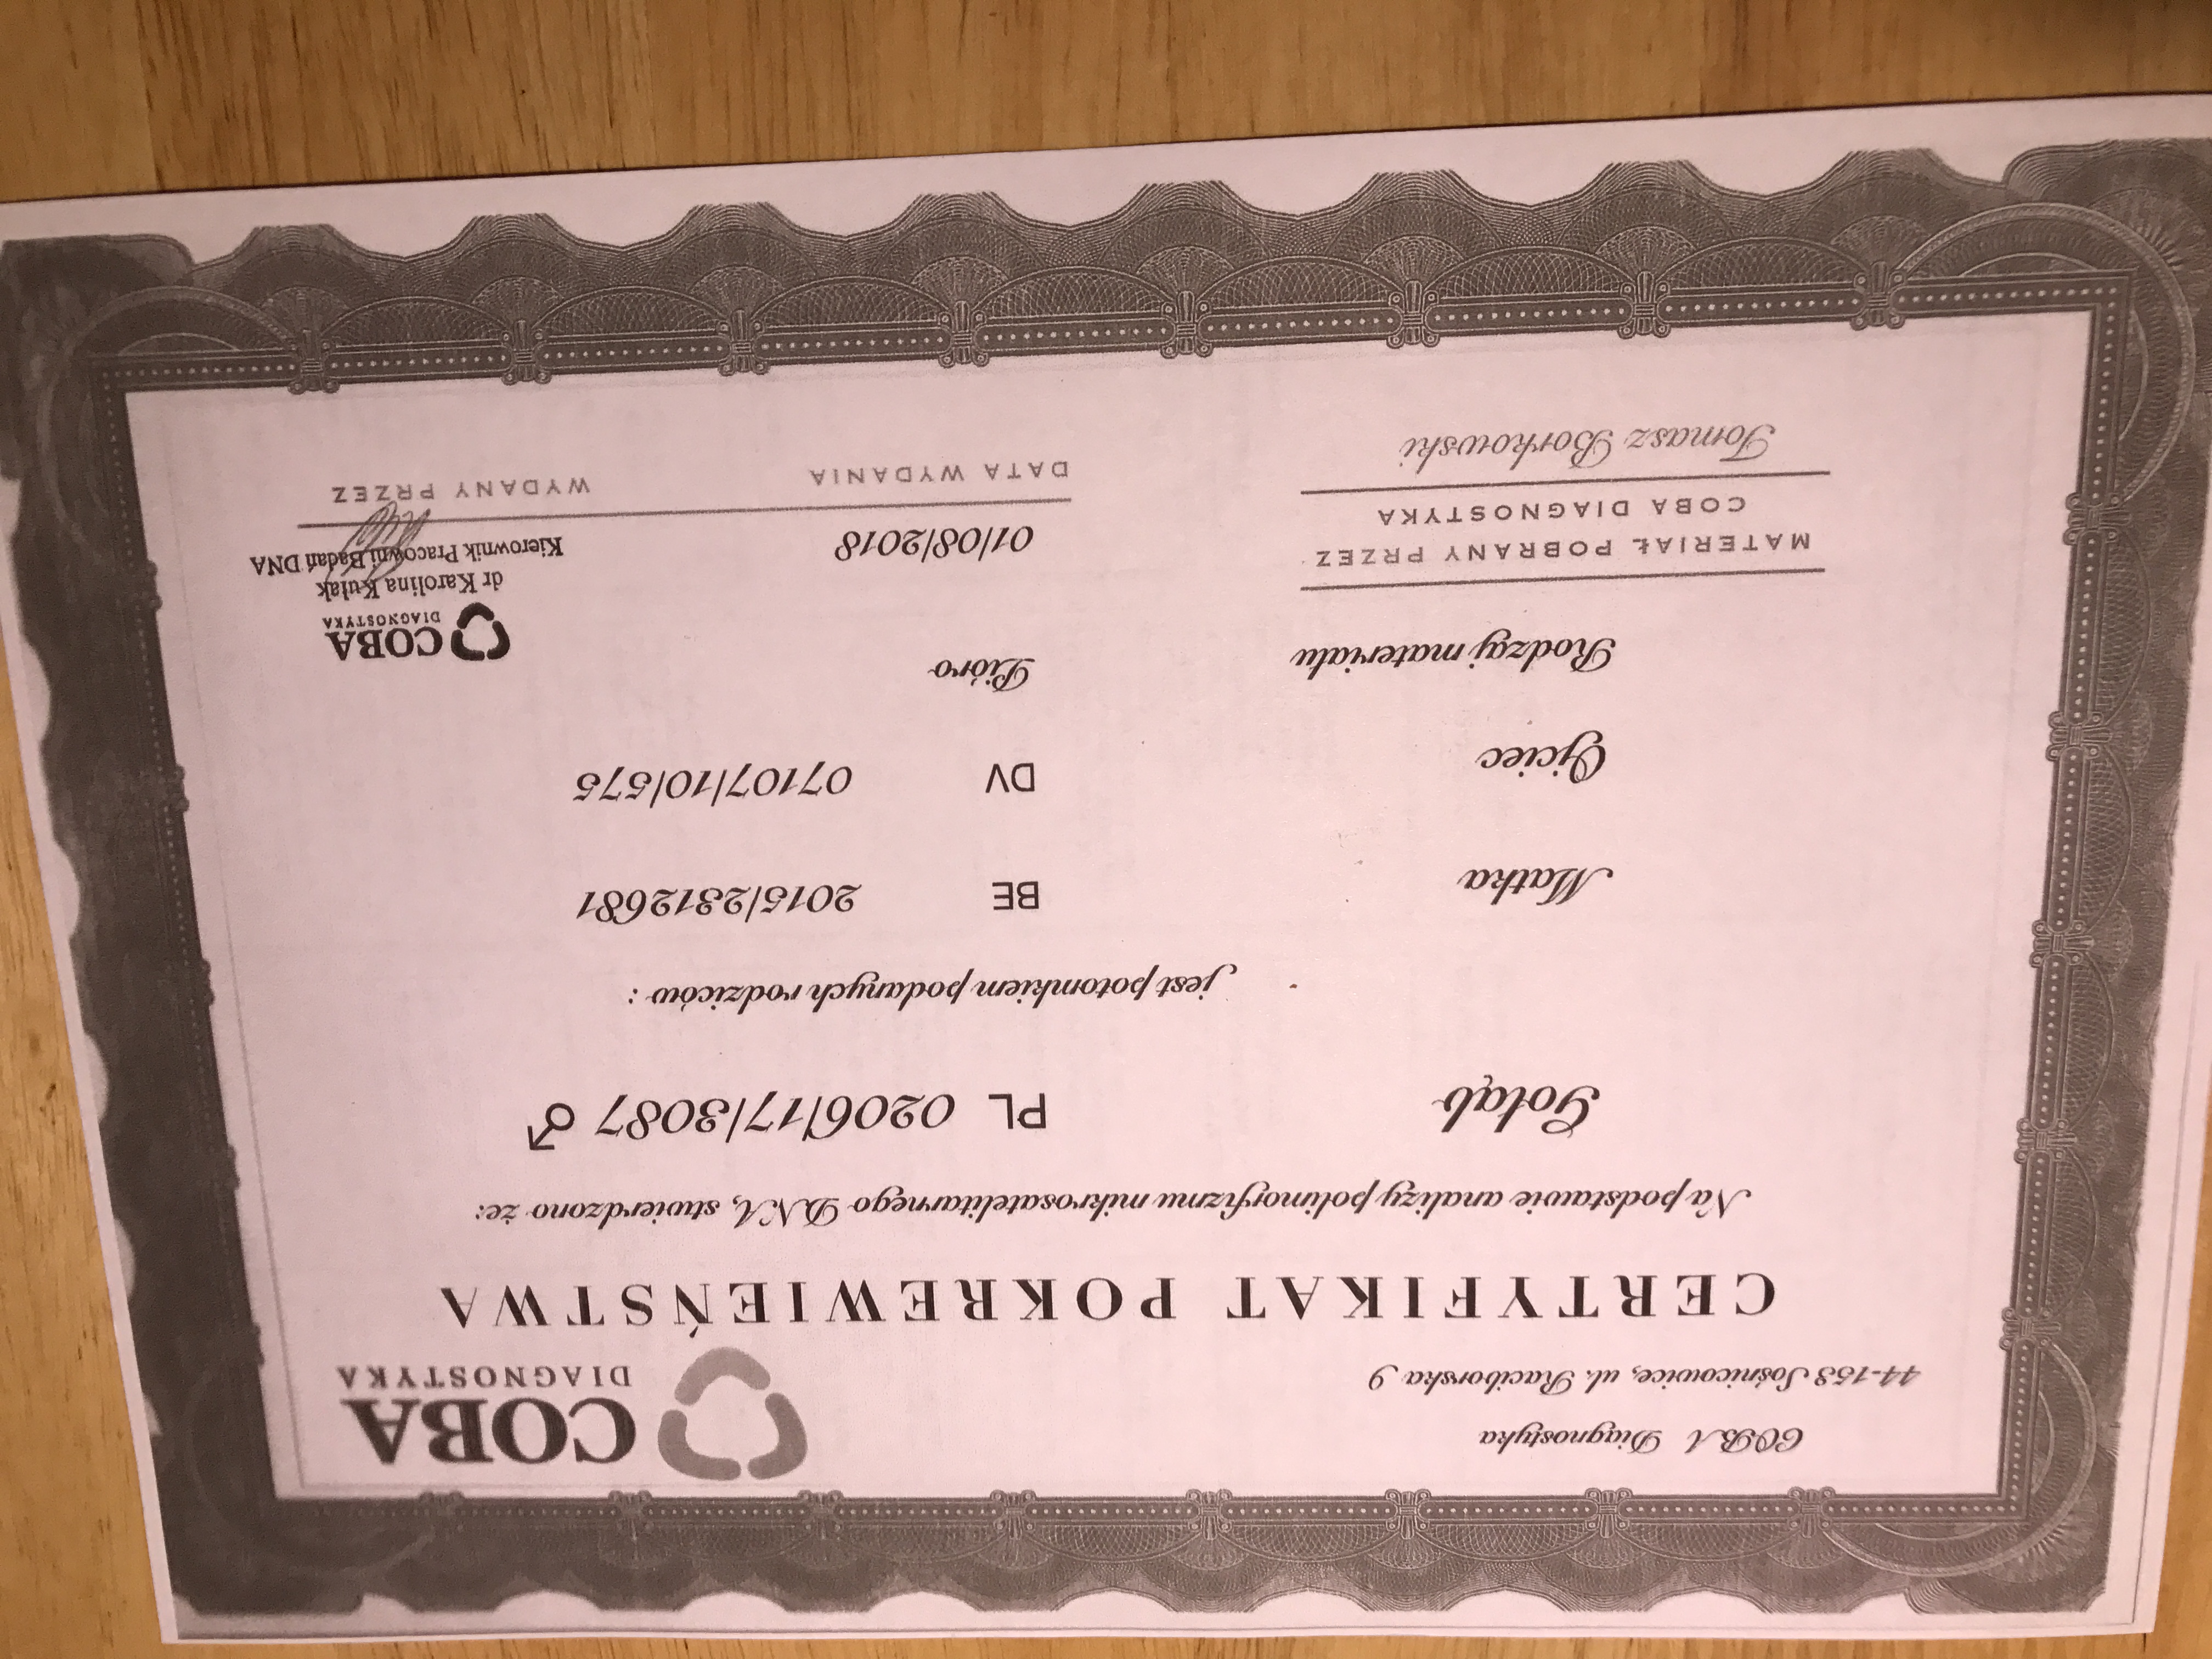 COBA Diagnostyka
44-153 Sośnicowice, ul. Raciborska 9
COBA
DIAGNOSTYKA
CERTYFIKAT POKREWIEŃSTWA
Na podstawie analizy polimorfizmu mikrosatelitarnego DNA, stwierdzono że:
Gołąb PL 0206/17/3087 ♂
jest potomkiem podanych rodziców :
Matka BE 2015/2312681
Ojciec DV 07107/10/575
Rodzaj materiału Pióro
COBA
DIAGNOSTYKA
dr Karolina Kułak
Kierownik Pracowni Badań DNA
MATERIAŁ POBRANY PRZEZ
COBA DIAGNOSTYKA
01/08/2018
DATA WYDANIA
WYDANY PRZEZ
Tomasz Borkowski